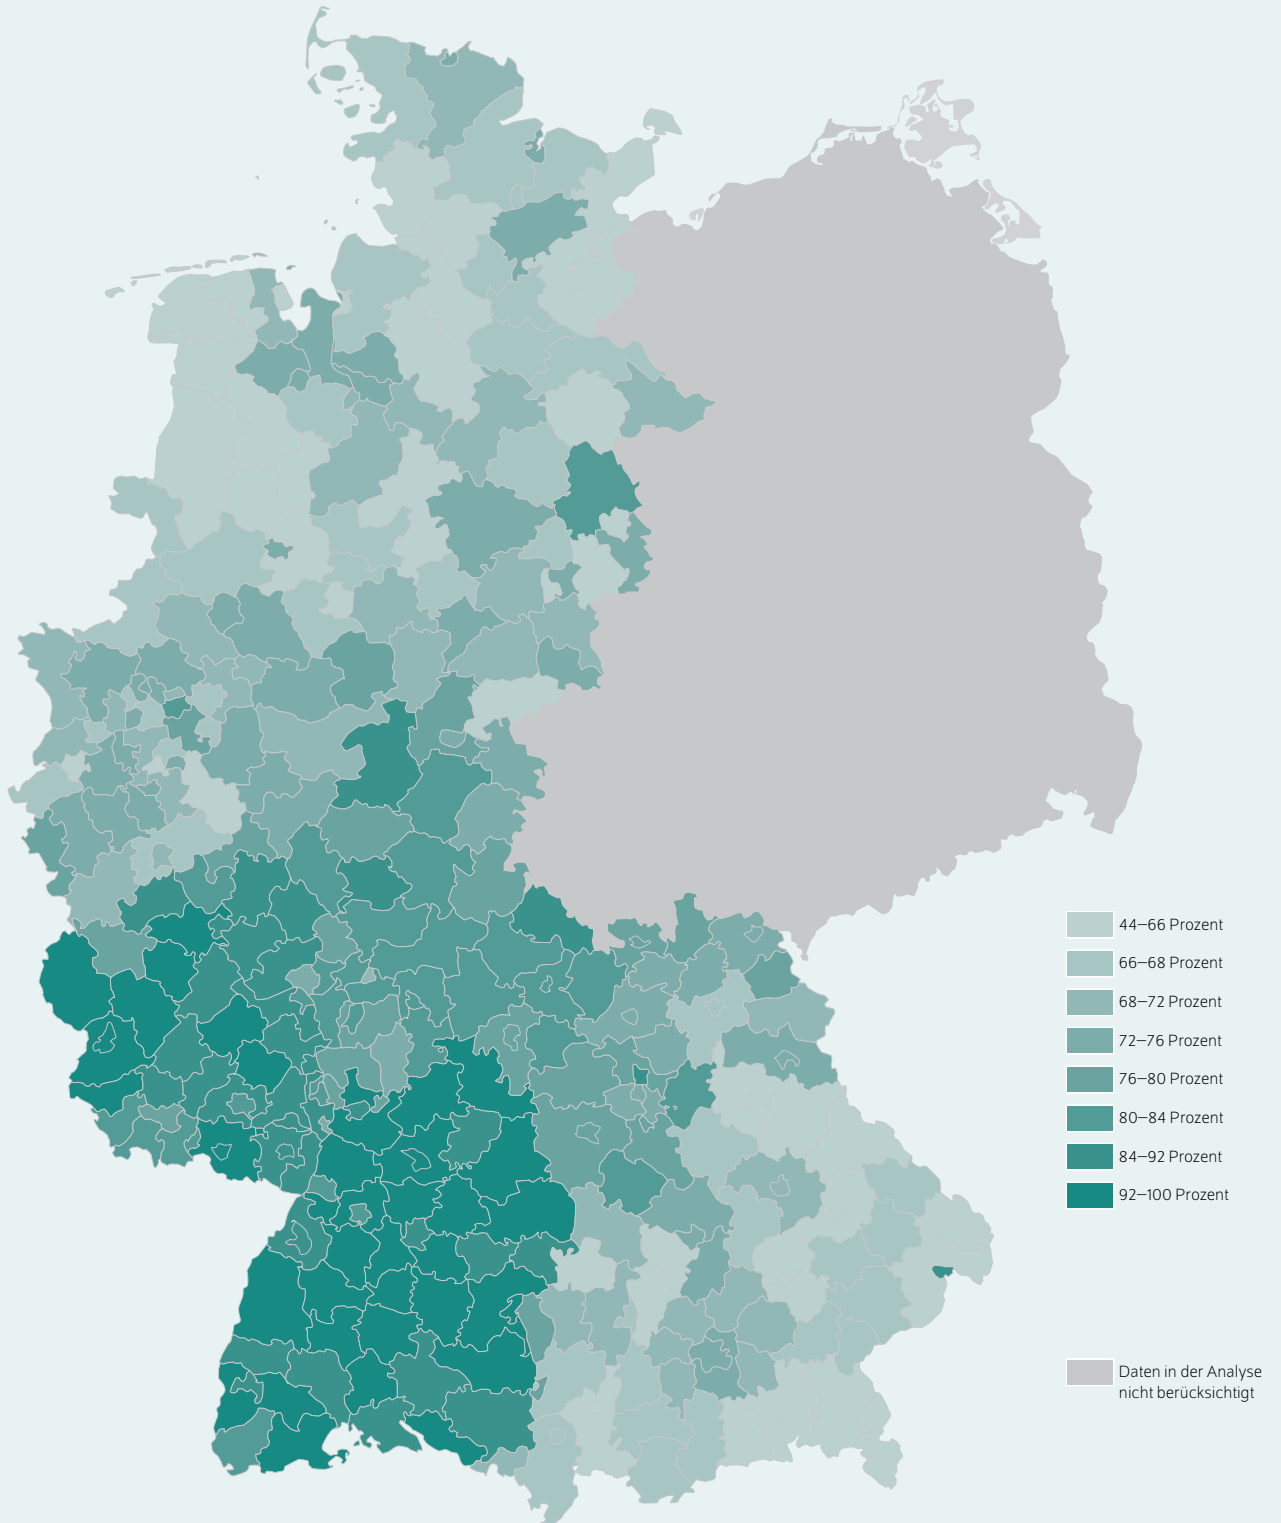 44–66 Prozent
66–68 Prozent
68–72 Prozent
72–76 Prozent
76–80 Prozent
80–84 Prozent
84–92 Prozent
92–100 Prozent
Daten in der Analyse
nicht berücksichtigt